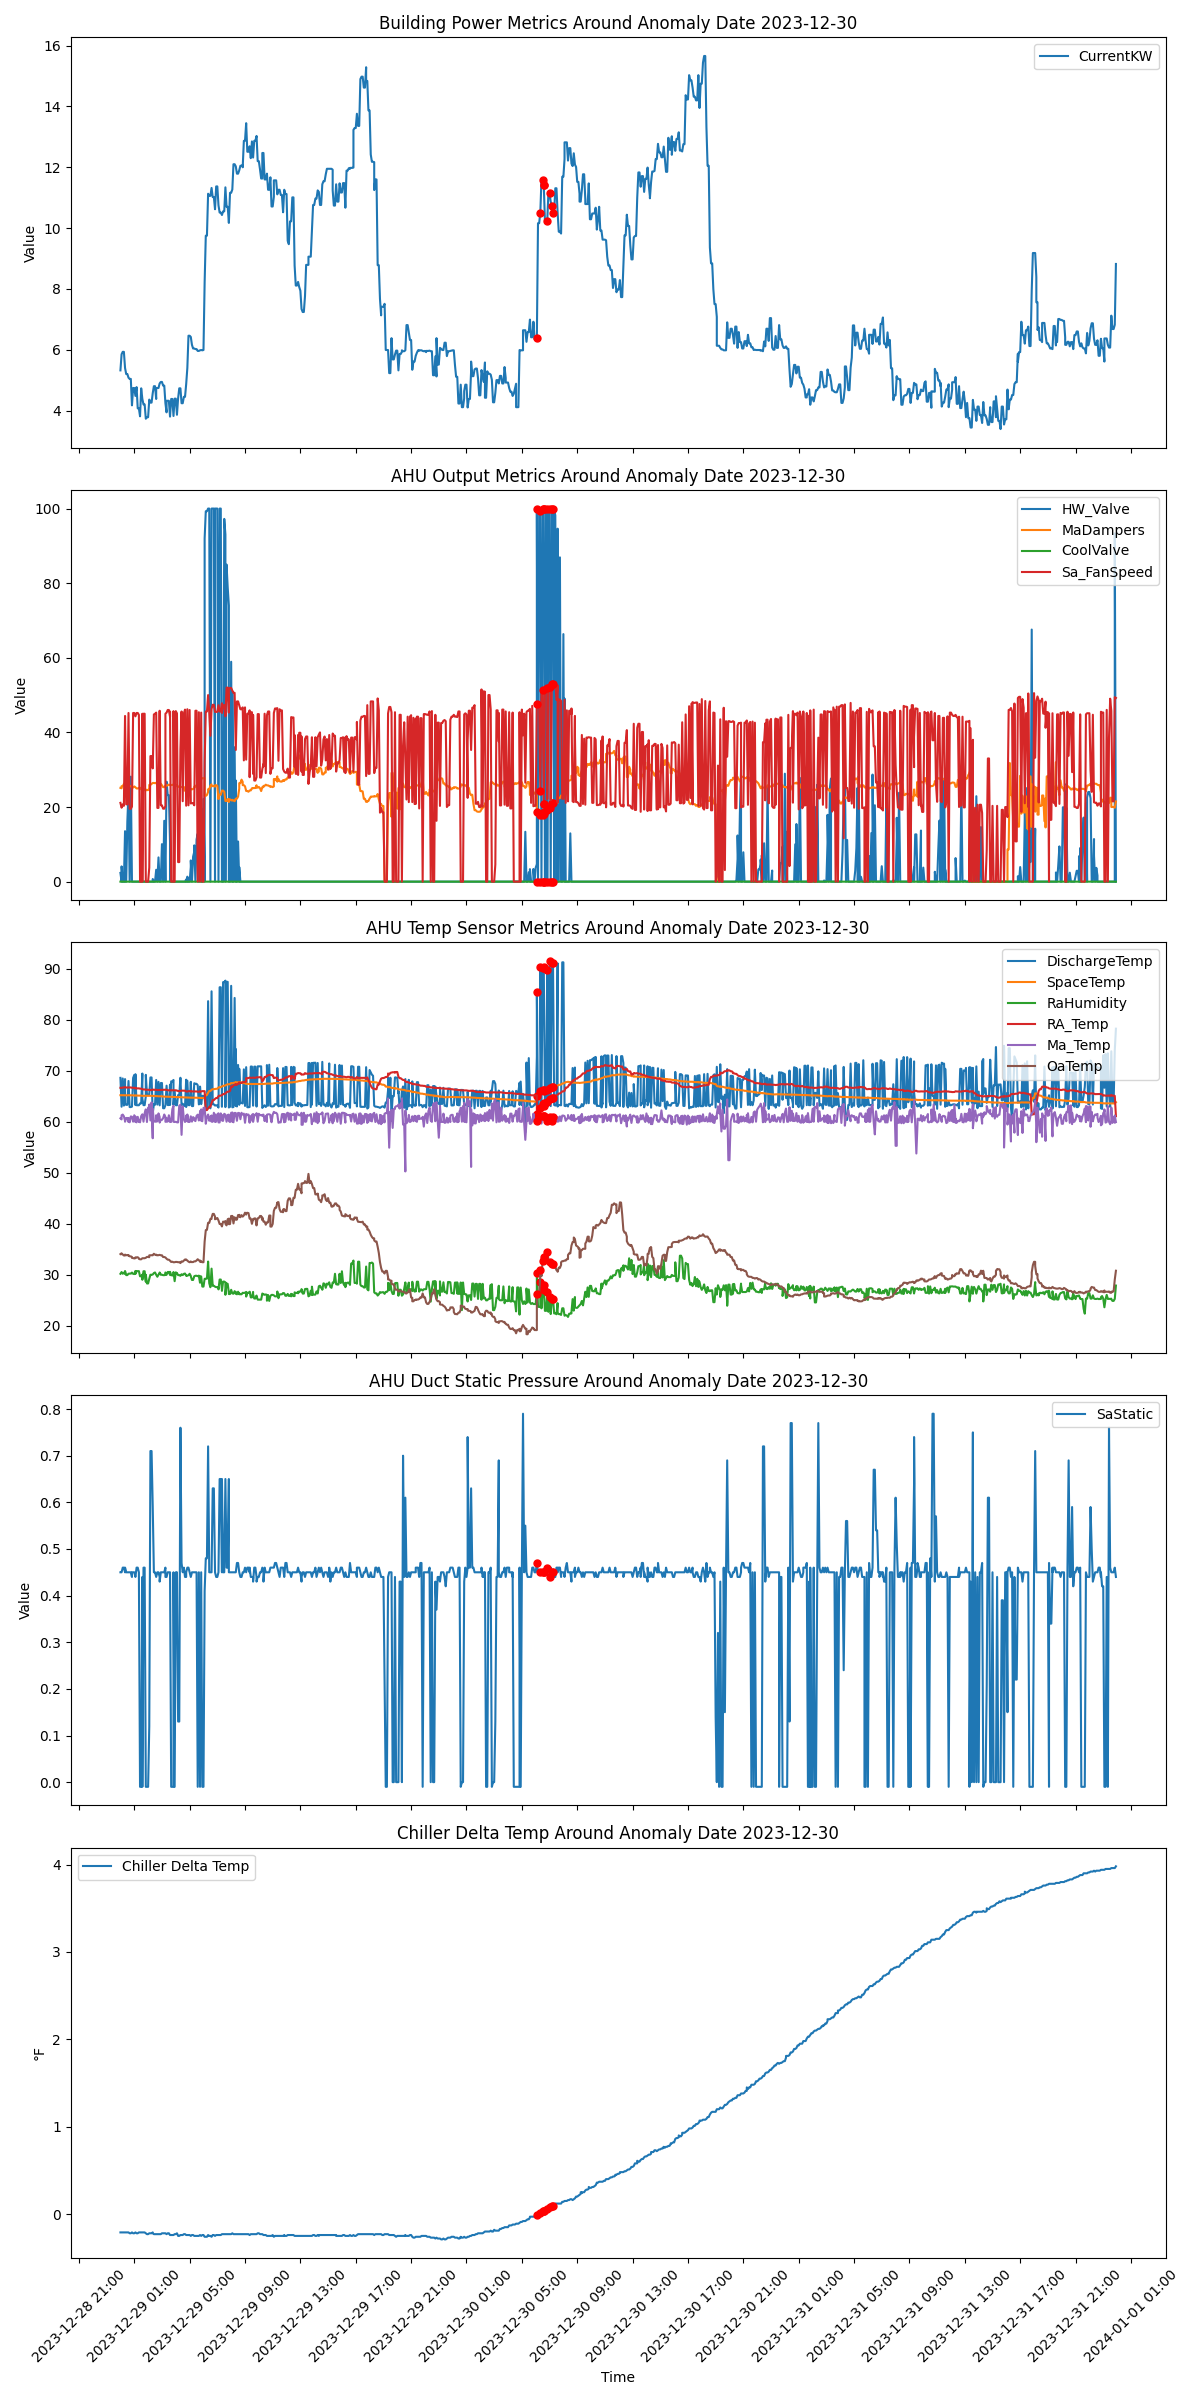 Building Power Metrics Around Anomaly Date 2023-12-30
16
14
12
10
8
6
4
Value
CurrentKW
AHU Output Metrics Around Anomaly Date 2023-12-30
100
80
60
40
20
0
Value
HW_Valve
MaDampers
CoolValve
Sa_FanSpeed
AHU Temp Sensor Metrics Around Anomaly Date 2023-12-30
90
80
70
60
50
40
30
20
Value
DischargeTemp
SpaceTemp
RaHumidity
RA_Temp
Ma_Temp
OaTemp
AHU Duct Static Pressure Around Anomaly Date 2023-12-30
0.8
0.7
0.6
0.5
0.4
0.3
0.2
0.1
0.0
Value
SaStatic
Chiller Delta Temp Around Anomaly Date 2023-12-30
4
3
2
1
0
°F
Chiller Delta Temp
2023-12-28 21:00
2023-12-29 01:00
2023-12-29 05:00
2023-12-29 09:00
2023-12-29 13:00
2023-12-29 17:00
2023-12-29 21:00
2023-12-30 01:00
2023-12-30 05:00
2023-12-30 09:00
2023-12-30 13:00
2023-12-30 17:00
2023-12-30 21:00
2023-12-31 01:00
2023-12-31 05:00
2023-12-31 09:00
2023-12-31 13:00
2023-12-31 17:00
2023-12-31 21:00
2024-01-01 01:00
Time